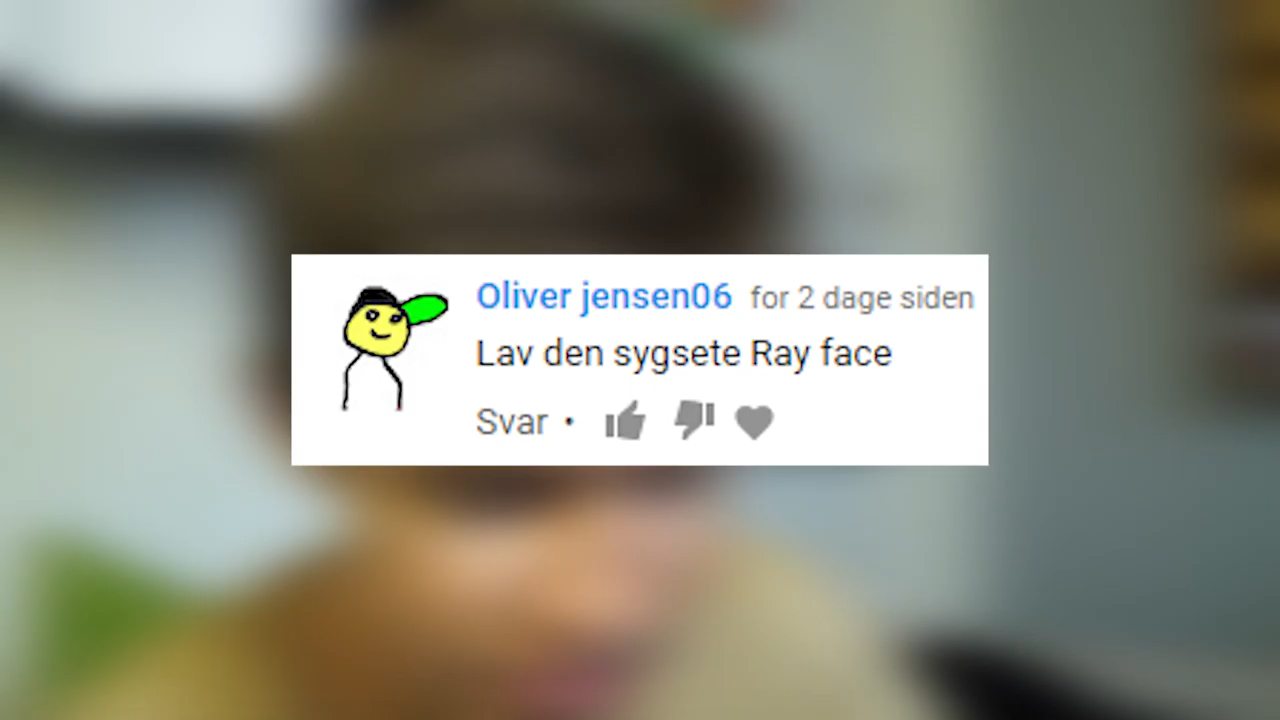 Oliver jensen06 for 2 dage siden
Lav den sygsete Ray face
Svar •